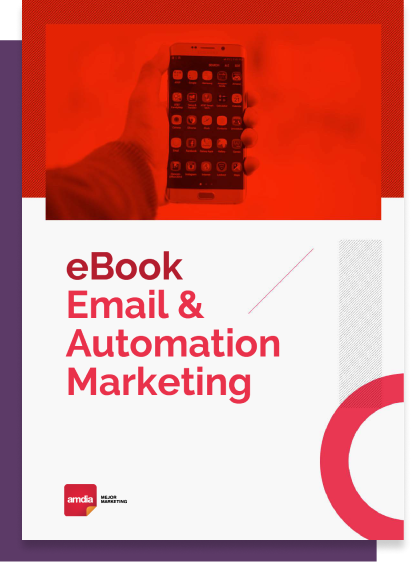 eBook
Email &
Automation
Marketing
amdia
MEJOR
MARKETING